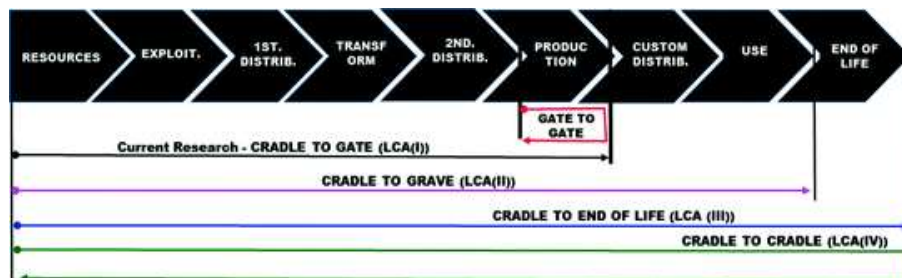 RESOURCES
EXPLOIT.
1ST.
DISTRIB.
TRANSF
ORM
2ND.
DISTRIB.
PRODUC
TION
CUSTOM
DISTRIB.
USE
END OF
LIFE
GATE TO
GATE
Current Research - CRADLE TO GATE (LCA(I))
CRADLE TO GRAVE (LCA(II))
CRADLE TO END OF LIFE (LCA (III))
CRADLE TO CRADLE (LCA(IV))